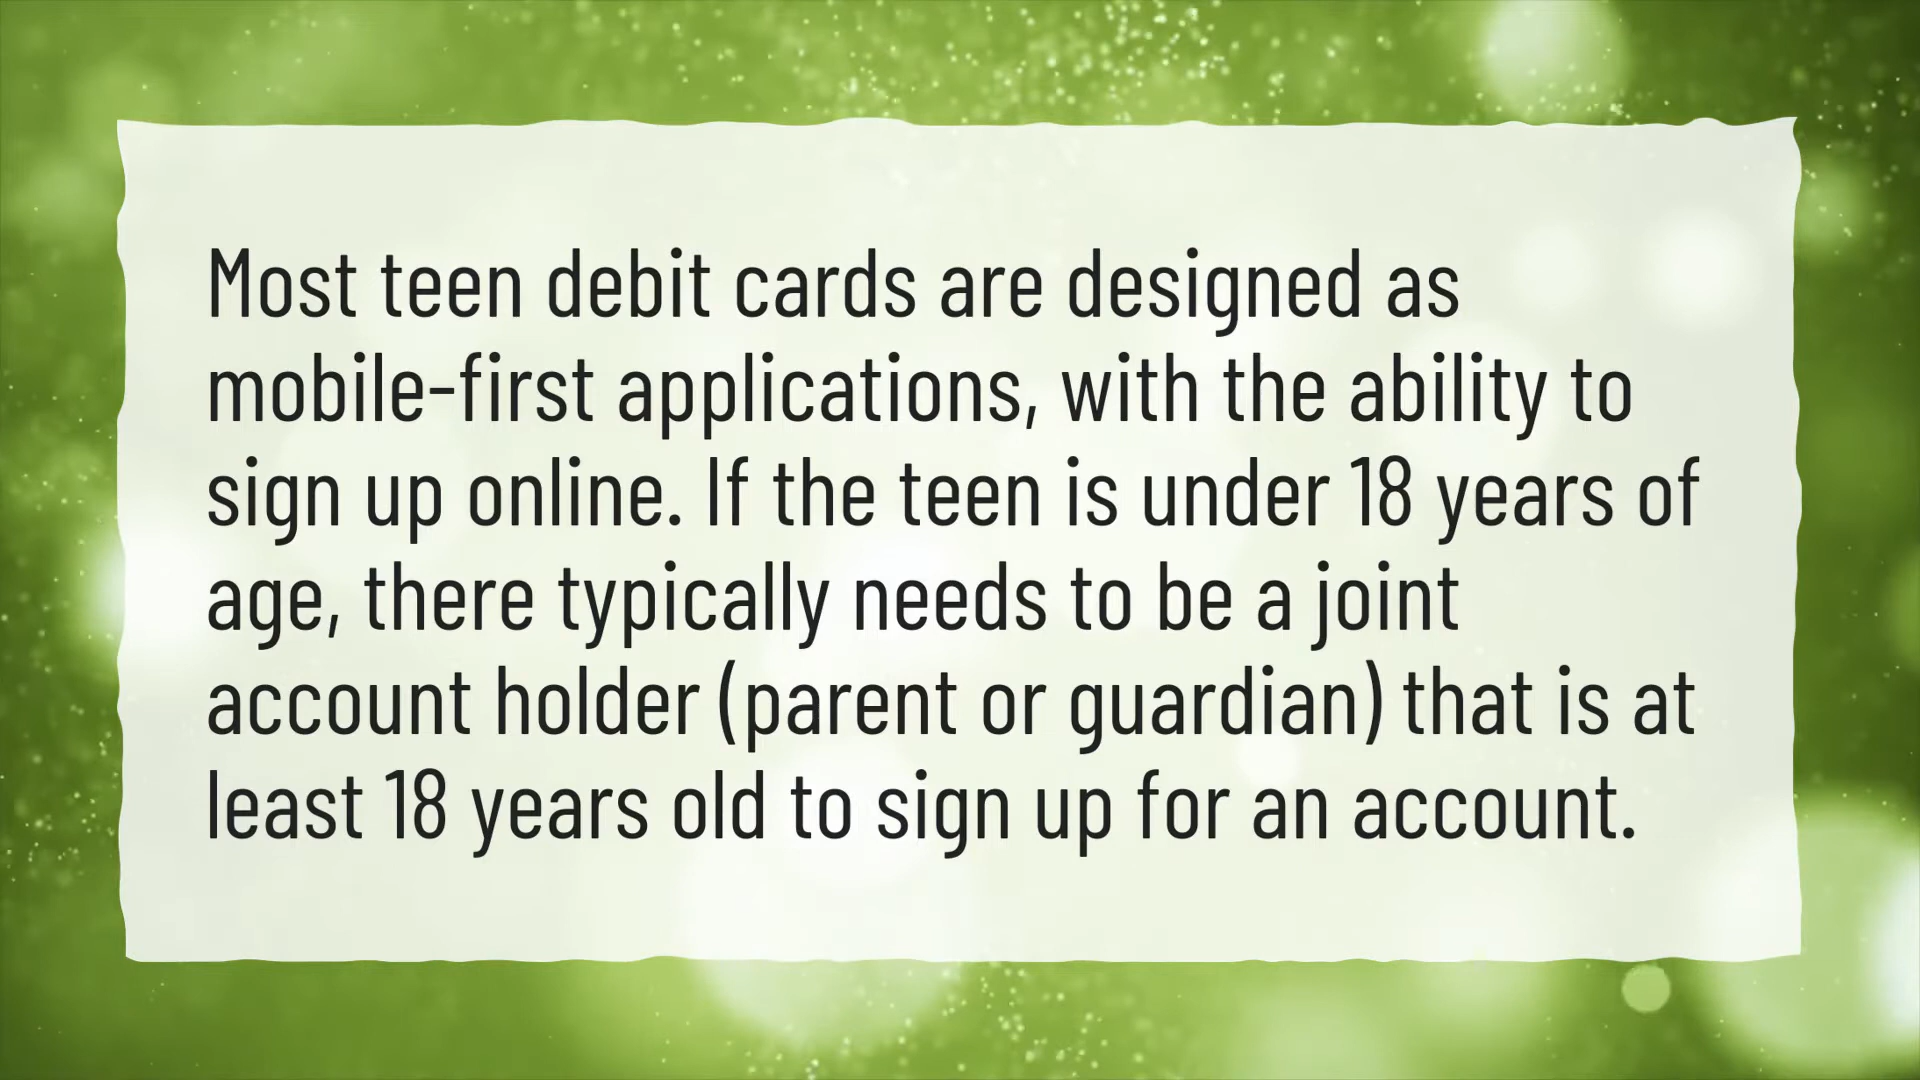 Most teen debit cards are designed as
mobile-first applications, with the ability to
sign up online. If the teen is under 18 years of
age, there typically needs to be a joint
account holder (parent or guardian) that is at
least 18 years old to sign up for an account.